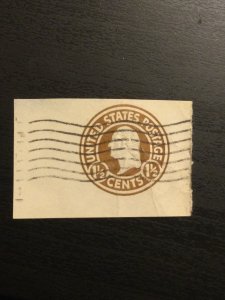 UNITED STATES POSTAGE
1½ CENTS 1½